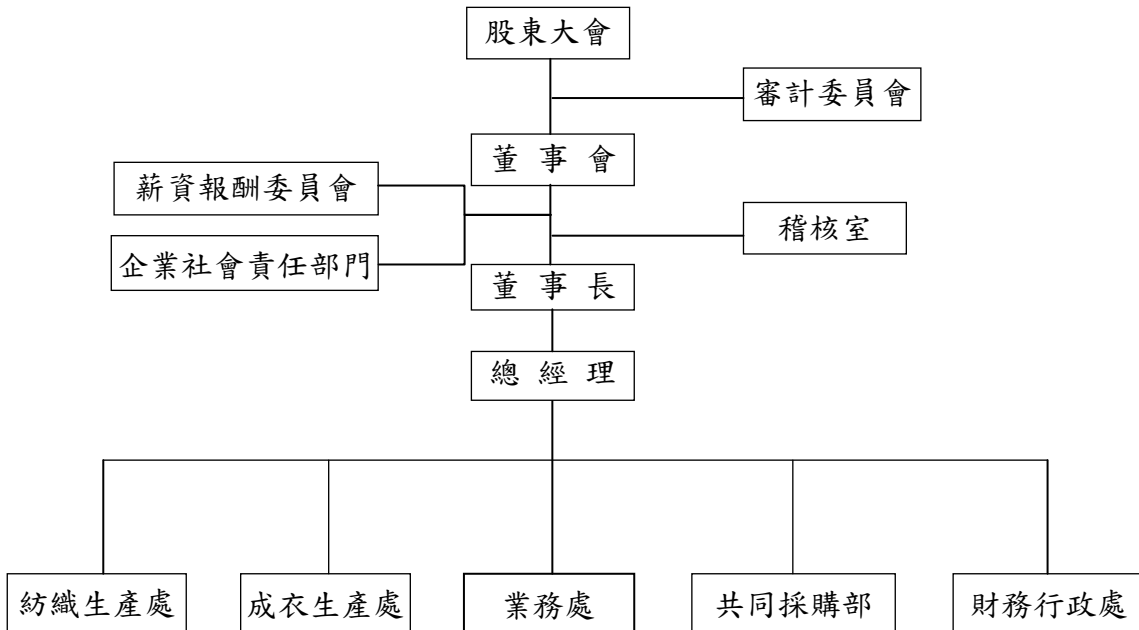 股東大會
審計委員會
董事會
薪資報酬委員會
稽核室
企業社會責任部門
董事長
總經理
紡織生產處
成衣生產處
業務處
共同採購部
財務行政處